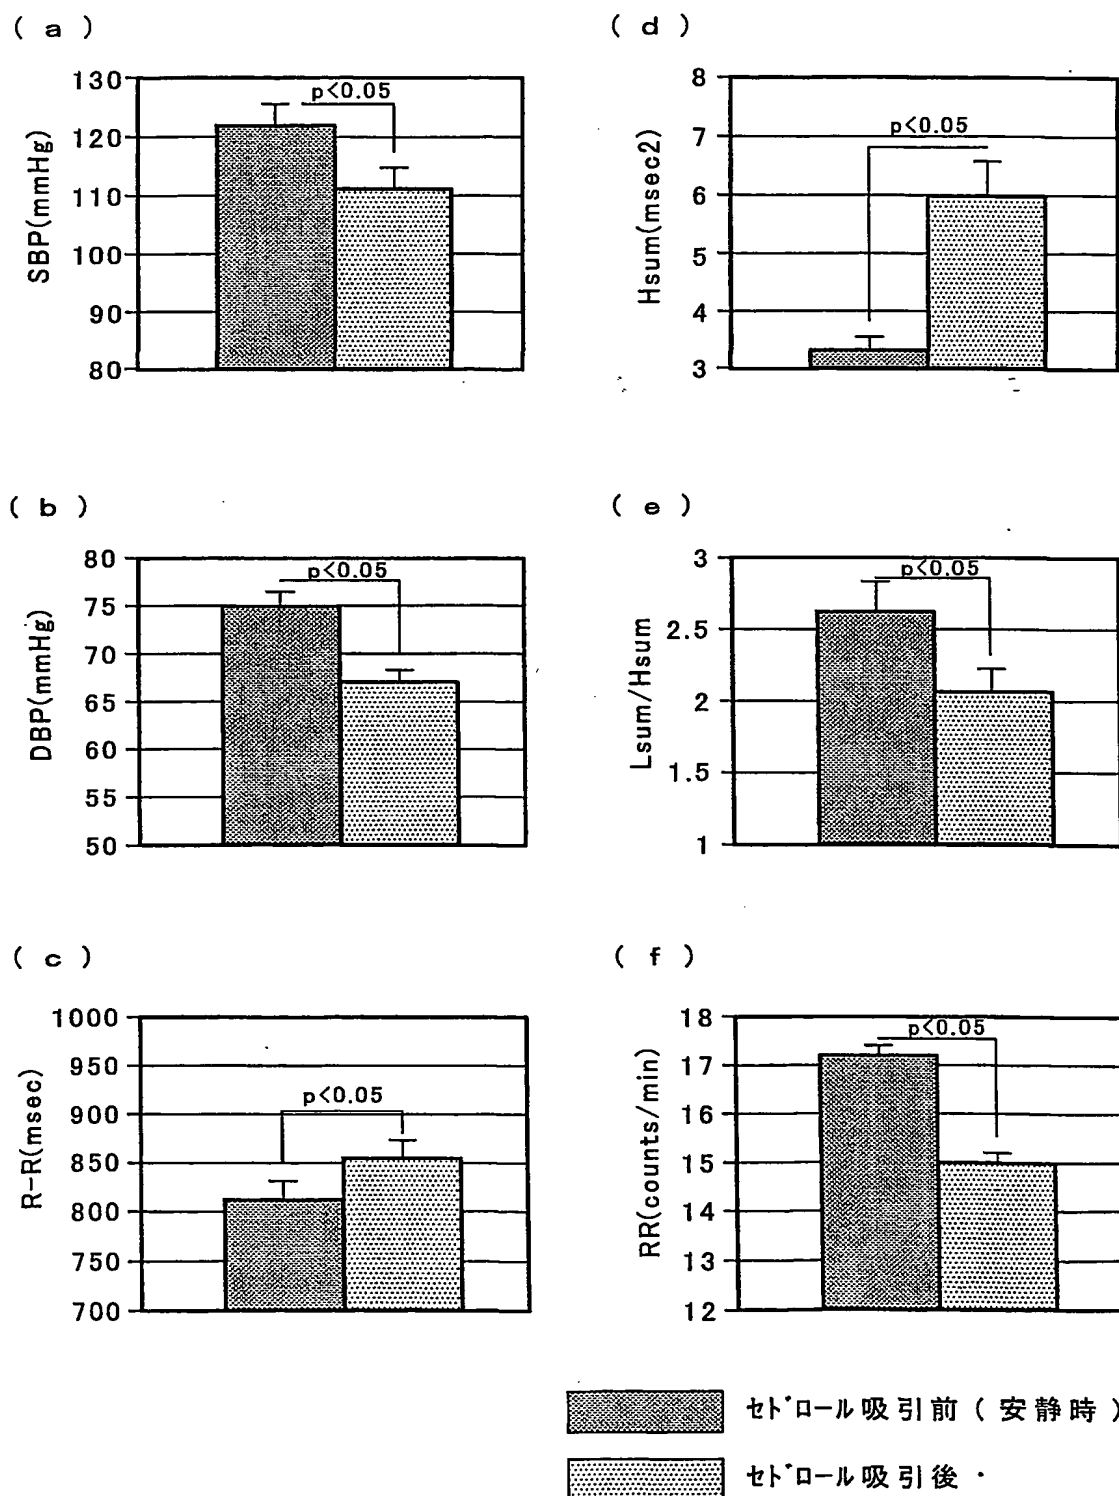 ( a )
SBP(mmHg)
130
120
110
100
90
80
p<0.05
( b )
DBP(mmHg)
80
75
70
65
60
55
50
p<0.05
( c )
R-R(msec)
1000
950
900
850
800
750
700
p<0.05
( d )
Hsum(msec2)
8
7
6
5
4
3
p<0.05
( e )
Lsum/Hsum
3
2.5
2
1.5
1
p<0.05
( f )
RR(counts/min)
18
17
16
15
14
13
12
p<0.05
セドロール吸引前 ( 安静時 )
セドロール吸引後